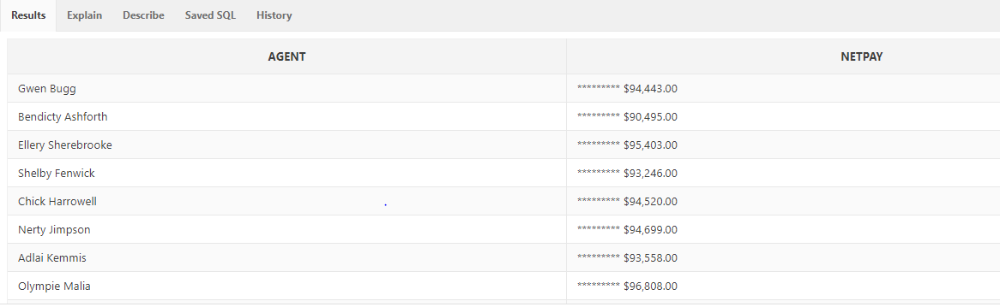 Results Explain Describe Saved SQL History
AGENT NETPAY
Gwen Bugg ********* $94,443.00
Bendicty Ashforth ********* $90,495.00
Ellery Sherebrooke ********* $95,403.00
Shelby Fenwick ********* $93,246.00
Chick Harrowell ********* $94,520.00
Nerty Jimpson ********* $94,699.00
Adlai Kemmis ********* $93,558.00
Olympie Malia ********* $96,808.00